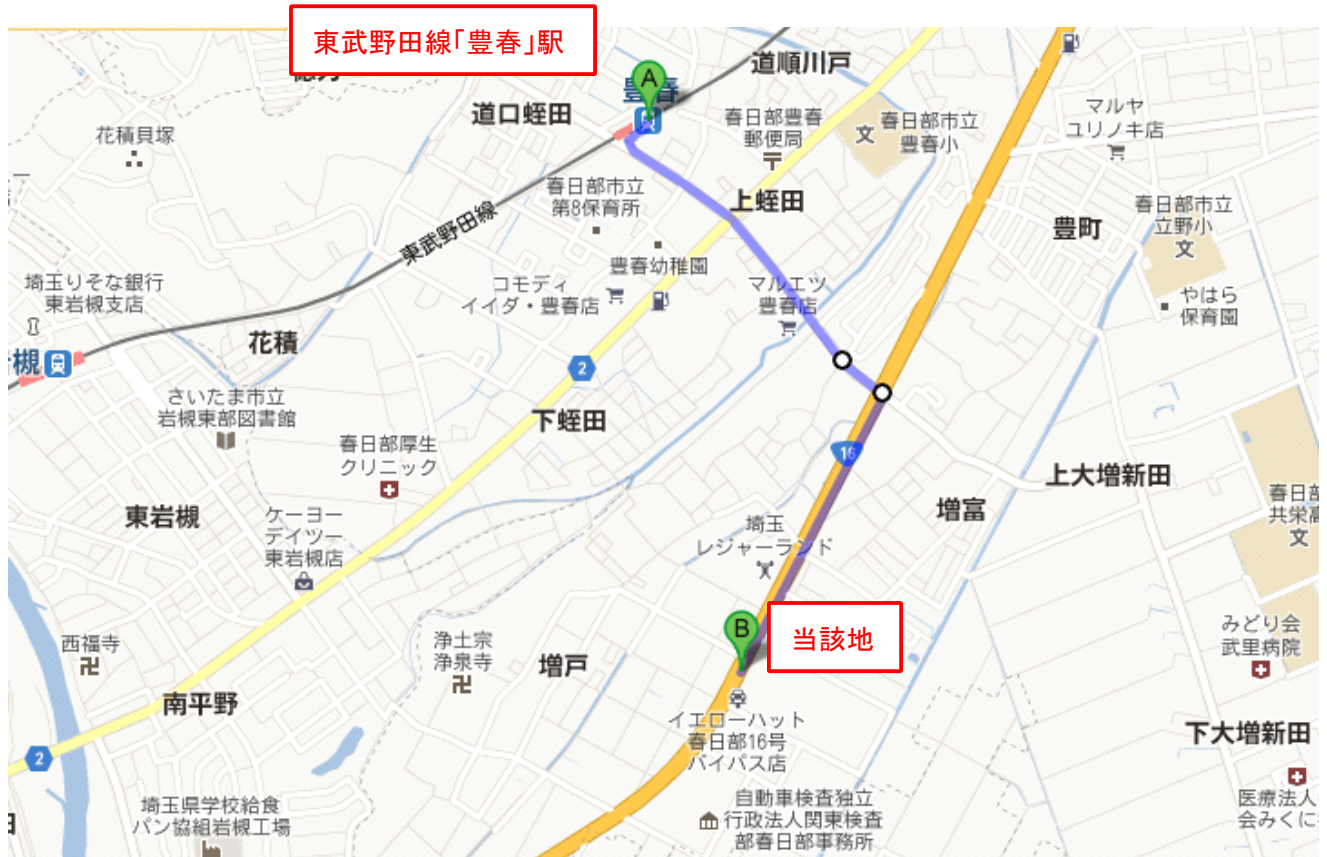 東武野田線「豊春」駅
道順川戸
豊春
A
道口蛭田
花積貝塚
春日部豊春
郵便局
春日部市立
豊春小
マルヤ
ユリノキ店
春日部市立
第8保育所
上蛭田
豊町
春日部市立
立野小
東武野田線
豊春幼稚園
コモディ
イイダ・豊春店
マルエツ
豊春店
やはら
保育園
埼玉りそな銀行
東岩槻支店
花積
槻
2
さいたま市立
岩槻東部図書館
下蛭田
春日部厚生
クリニック
16
上大増新田
増富
春日部
共栄高
東岩槻
ケーヨー
デイツー
東岩槻店
埼玉
レジャーランド
B
当該地
みどり会
武里病院
西福寺
浄土宗
浄泉寺
増戸
南平野
イエローハット
春日部16号
バイパス店
下大増新田
2
自動車検査独立
行政法人関東検査
部春日部事務所
医療法人
会みくに
埼玉県学校給食
パン協組岩槻工場